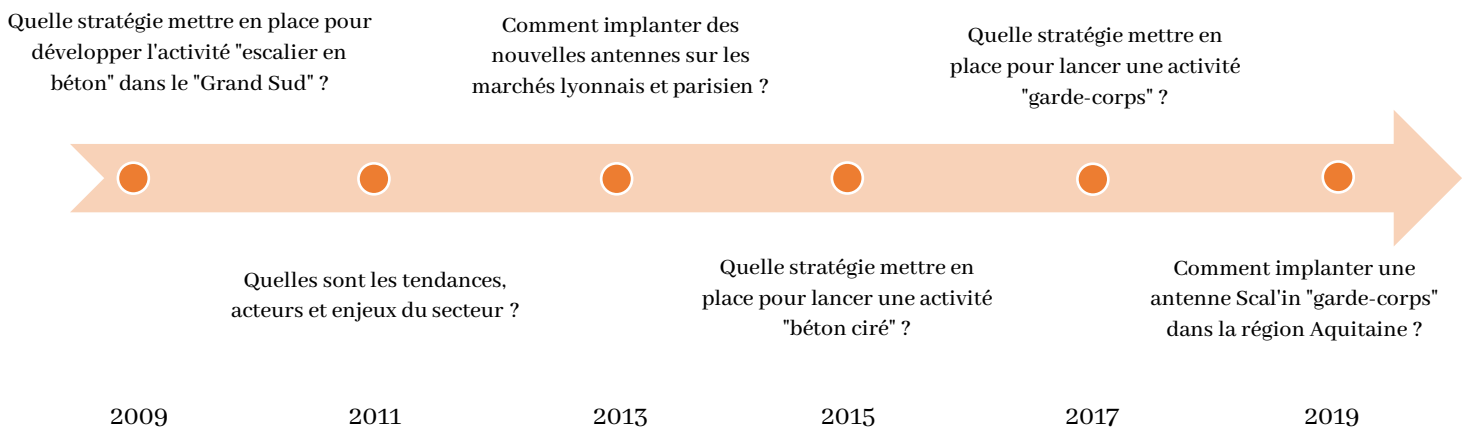 Quelle stratégie mettre en place pour
développer l'activité "escalier en
béton" dans le "Grand Sud" ?
Comment implanter des
nouvelles antennes sur les
marchés lyonnais et parisien ?
Quelle stratégie mettre en
place pour lancer une activité
"garde-corps" ?
Quelles sont les tendances,
acteurs et enjeux du secteur ?
Quelle stratégie mettre en
place pour lancer une activité
"béton ciré" ?
Comment implanter une
antenne Scal'in "garde-corps"
dans la région Aquitaine ?
2009
2011
2013
2015
2017
2019